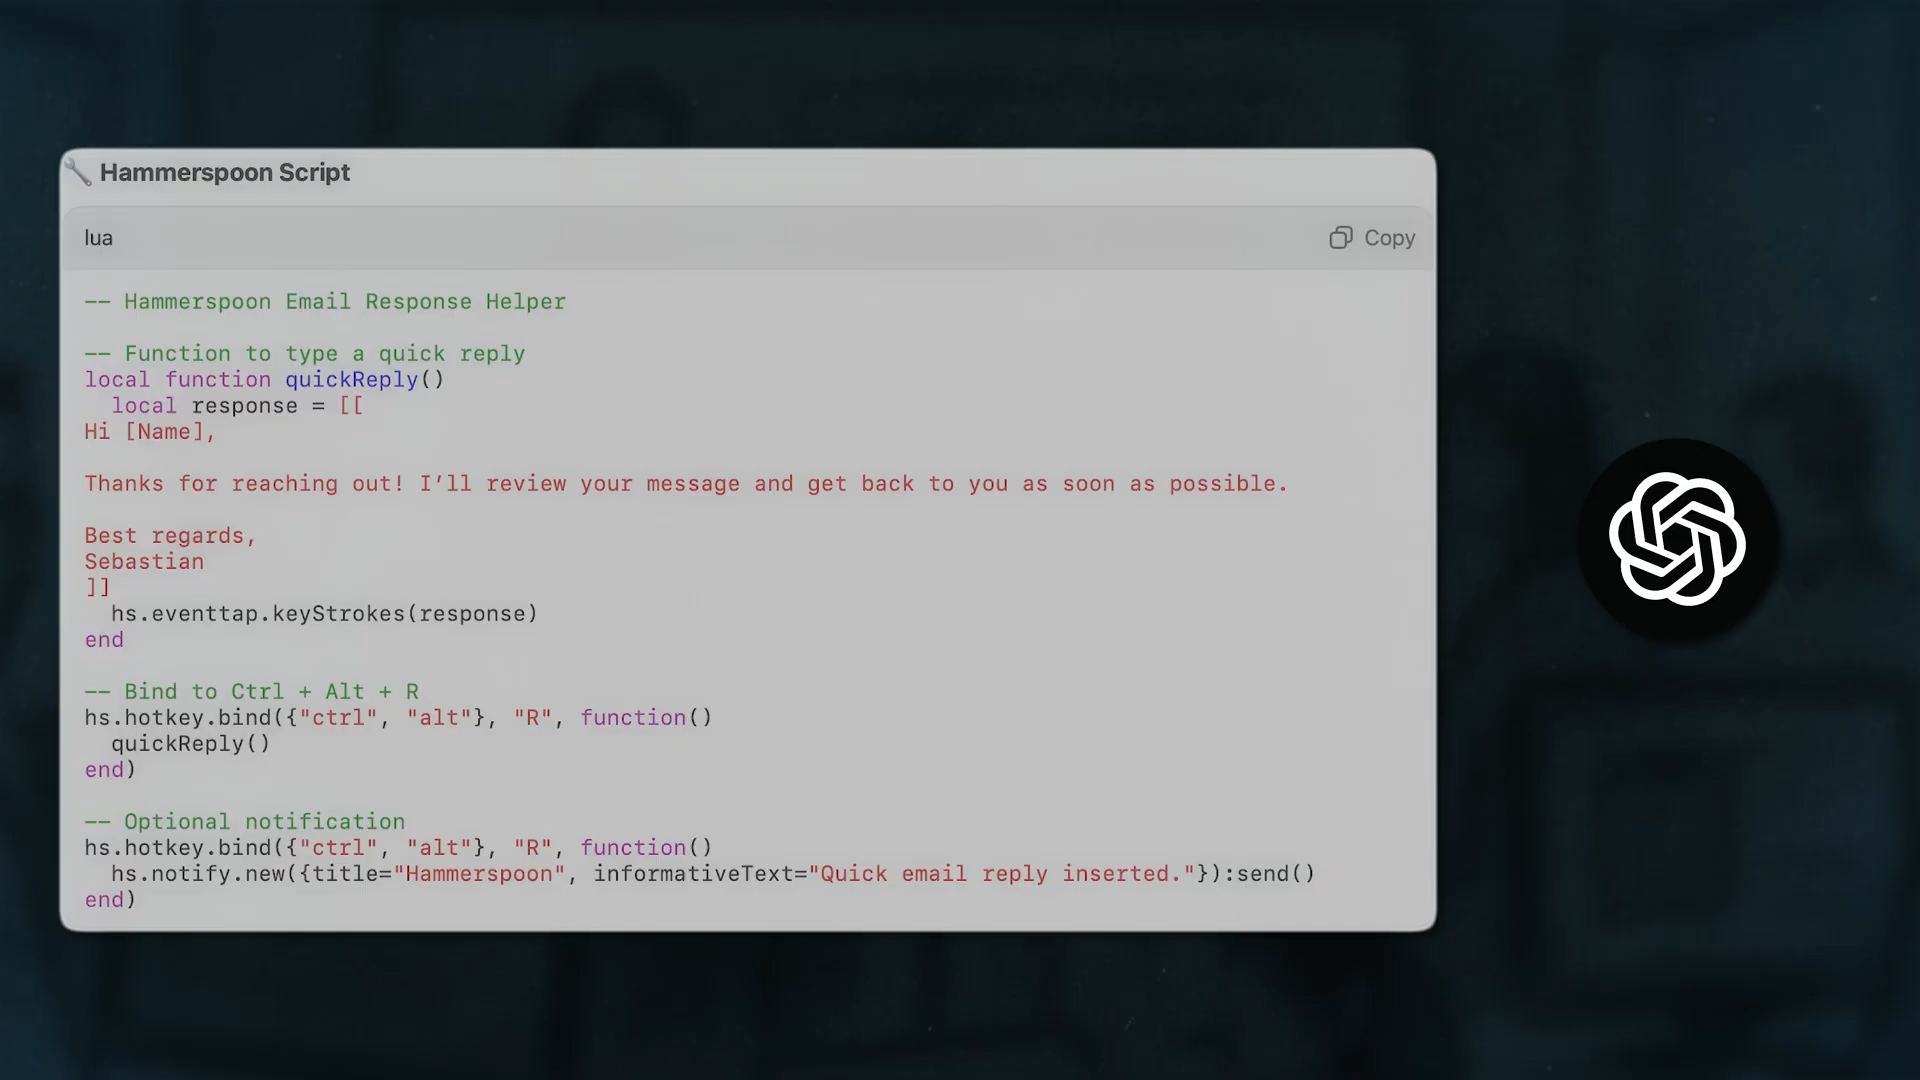 Hammerspoon Script
lua
Copy
-- Hammerspoon Email Response Helper
-- Function to type a quick reply
local function quickReply()
  local response = [[
Hi [Name],
Thanks for reaching out! I’ll review your message and get back to you as soon as possible.
Best regards,
Sebastian
]]
  hs.eventtap.keyStrokes(response)
end
-- Bind to Ctrl + Alt + R
hs.hotkey.bind({"ctrl", "alt"}, "R", function()
  quickReply()
end)
-- Optional notification
hs.hotkey.bind({"ctrl", "alt"}, "R", function()
  hs.notify.new({title="Hammerspoon", informativeText="Quick email reply inserted."}):send()
end)